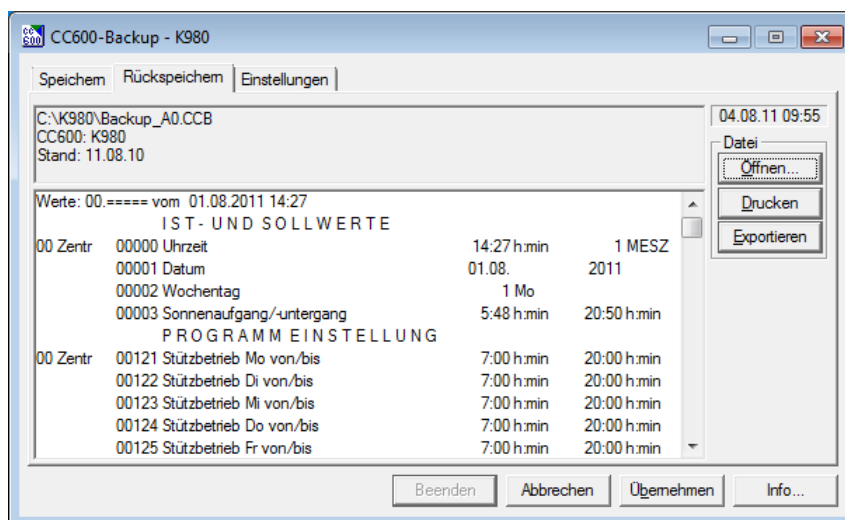 CC600-Backup - K980
Speichern Rückspeichern Einstellungen
C:\K980\Backup_A0.CCB
CC600: K980
Stand: 11.08.10
04.08.11 09:55
Datei
Öffnen...
Drucken
Exportieren
Werte: 00.===== vom 01.08.2011 14:27
IST- UND SOLLWERTE
00 Zentr 00000 Uhrzeit 14:27 h:min 1 MESZ
00001 Datum 01.08. 2011
00002 Wochentag 1 Mo
00003 Sonnenaufgang/-untergang 5:48 h:min 20:50 h:min
PROGRAMM EINSTELLUNG
00 Zentr 00121 Stützbetrieb Mo von/bis 7:00 h:min 20:00 h:min
00122 Stützbetrieb Di von/bis 7:00 h:min 20:00 h:min
00123 Stützbetrieb Mi von/bis 7:00 h:min 20:00 h:min
00124 Stützbetrieb Do von/bis 7:00 h:min 20:00 h:min
00125 Stützbetrieb Fr von/bis 7:00 h:min 20:00 h:min
Beenden Abbrechen Übernehmen Info...